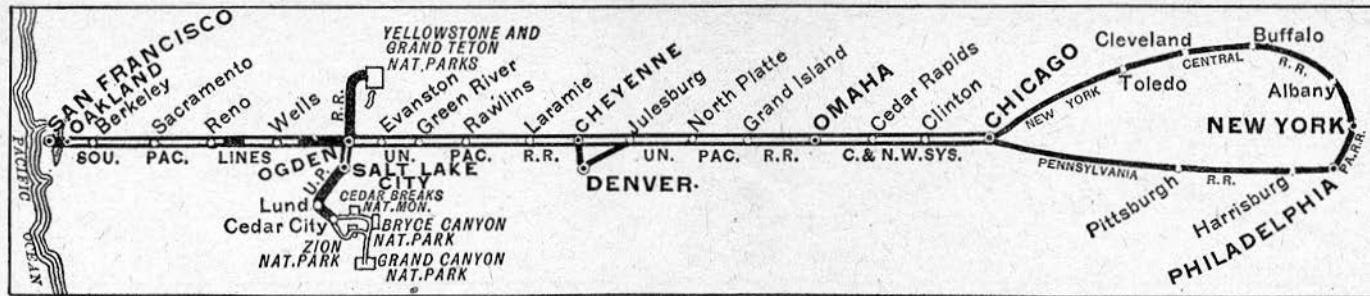 SAN FRANCISCO
OAKLAND
Berkeley
Sacramento
Reno
Wells
OGDEN
YELLOWSTONE AND
GRAND TETON
NAT. PARKS
R.R.
Evanston
Green River
Rawlins
Laramie
CHEYENNE
Julesburg
North Platte
Grand Island
OMAHA
Cedar Rapids
Clinton
CHICAGO
Toledo
Cleveland
Buffalo
Albany
NEW YORK
NEW YORK CENTRAL R.R.
PACIFIC OCEAN
SOU. PAC. LINES
UN. PAC. R.R.
UN. PAC. R.R.
C. & N.W. SYS.
PENNSYLVANIA R.R.
PA.R.R.
Pittsburgh
Harrisburg
PHILADELPHIA
DENVER.
U.P.
SALT LAKE
CITY
CEDAR BREAKS
NAT. MON.
Lund
Cedar City
BRYCE CANYON
NAT. PARK
ZION
NAT. PARK
GRAND CANYON
NAT. PARK